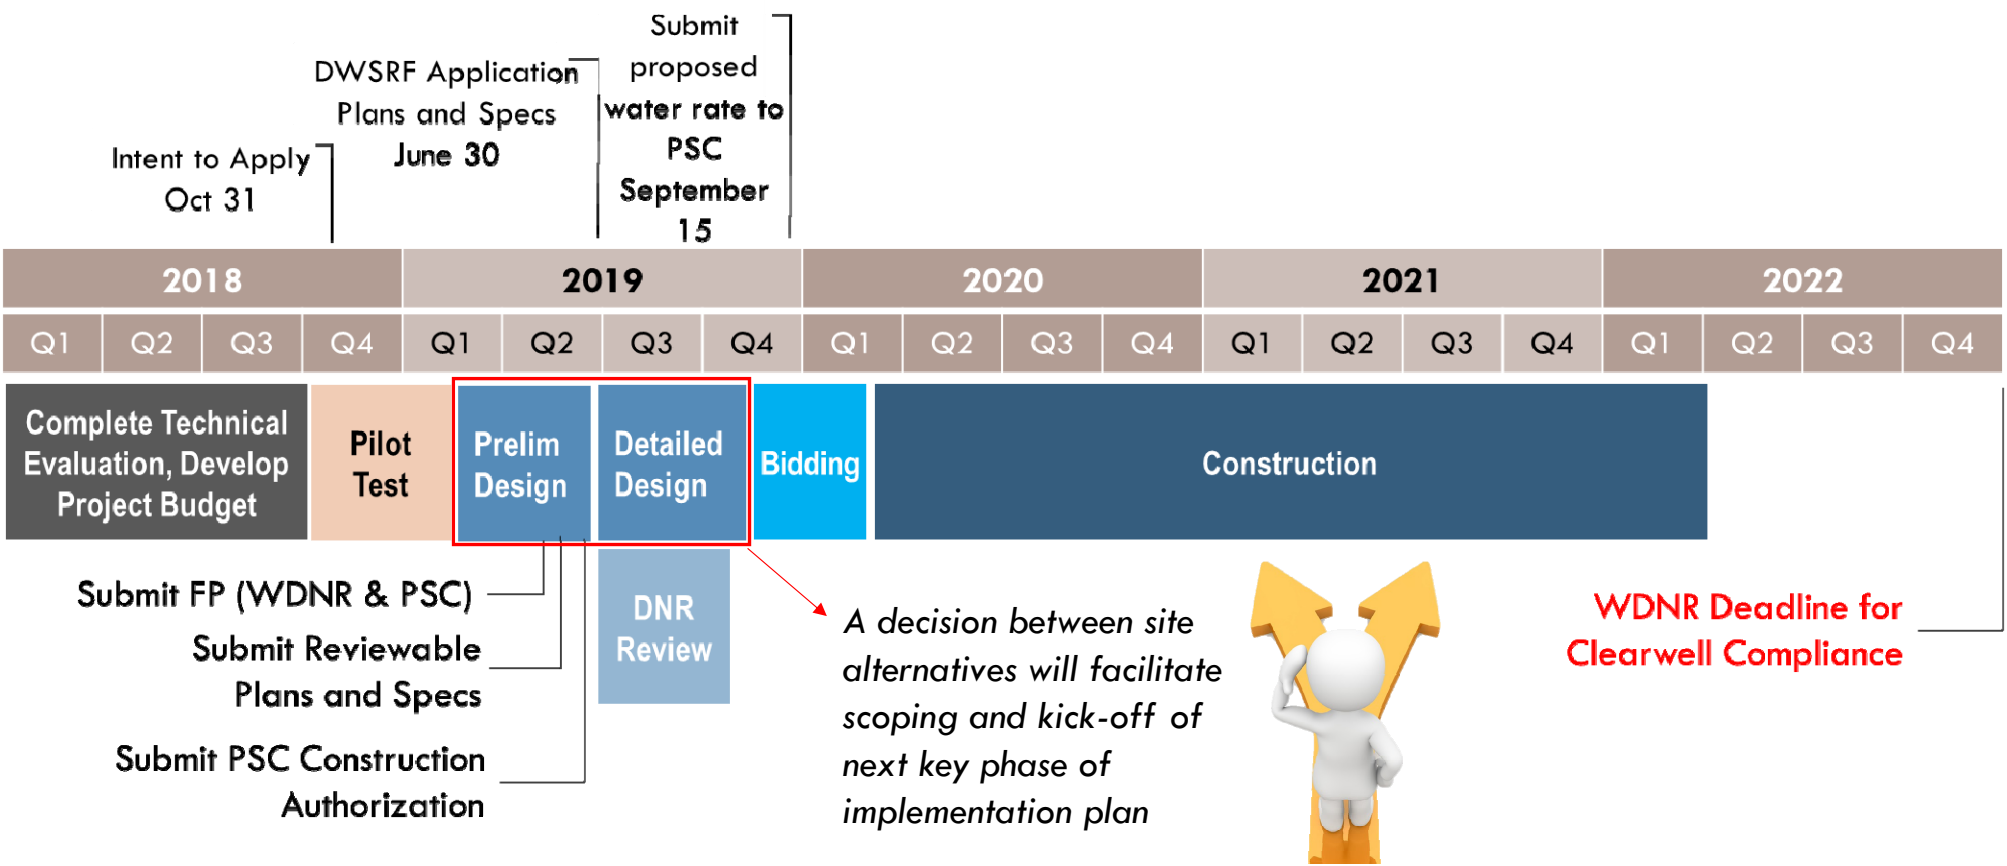 Submit
proposed
water rate to
PSC
September
15
DWSRF Application
Plans and Specs
June 30
Intent to Apply
Oct 31
2018 2019 2020 2021 2022
Q1 Q2 Q3 Q4 Q1 Q2 Q3 Q4 Q1 Q2 Q3 Q4 Q1 Q2 Q3 Q4 Q1 Q2 Q3 Q4
Complete Technical
Evaluation, Develop
Project Budget
Pilot
Test
Prelim
Design
Detailed
Design
Bidding
Construction
Submit FP (WDNR & PSC)
Submit Reviewable
Plans and Specs
Submit PSC Construction
Authorization
DNR
Review
A decision between site
alternatives will facilitate
scoping and kick-off of
next key phase of
implementation plan
WDNR Deadline for
Clearwell Compliance